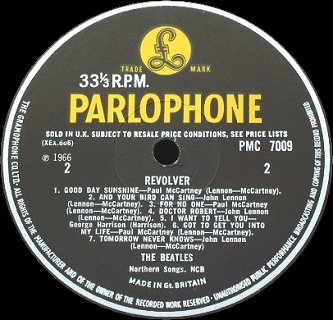 £
TRADE MARK
33⅓ R.P.M.
PARLOPHONE
SOLD IN U.K. SUBJECT TO RESALE PRICE CONDITIONS, SEE PRICE LISTS
(XEX.606) PMC 7009
℗ 1966
2 REVOLVER 2
1. GOOD DAY SUNSHINE—Paul McCartney (Lennon—McCartney).
2. AND YOUR BIRD CAN SING—John Lennon
(Lennon—McCartney). 3. FOR NO ONE—Paul McCartney
(Lennon—McCartney). 4. DOCTOR ROBERT—John Lennon
(Lennon—McCartney). 5. I WANT TO TELL YOU—
George Harrison (Harrison). 6. GOT TO GET YOU INTO
MY LIFE—Paul McCartney (Lennon—McCartney).
7. TOMORROW NEVER KNOWS—John Lennon
(Lennon—McCartney)
THE BEATLES
Northern Songs. NCB
MADE IN GT. BRITAIN
THE GRAMOPHONE CO. LTD. ALL RIGHTS OF THE MANUFACTURER AND OF THE OWNER OF THE RECORDED WORK RESERVED UNAUTHORISED PUBLIC PERFORMANCE, BROADCASTING AND COPYING OF THIS RECORD PROHIBITED